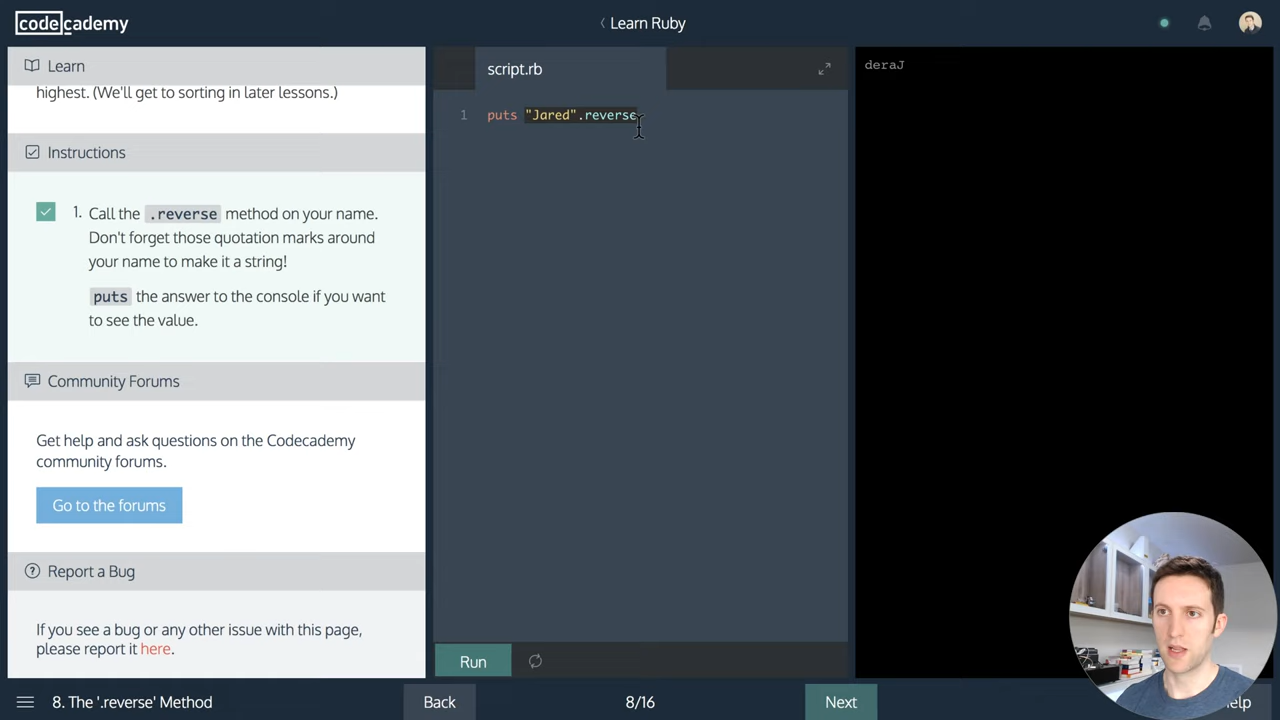 codecademy
Learn Ruby
Learn
highest. (We'll get to sorting in later lessons.)
Instructions
1. Call the .reverse method on your name.
Don't forget those quotation marks around
your name to make it a string!
puts the answer to the console if you want
to see the value.
Community Forums
Get help and ask questions on the Codecademy
community forums.
Go to the forums
Report a Bug
If you see a bug or any other issue with this page,
please report it here.
script.rb
1 puts "Jared".reverse
Run
deraJ
8. The '.reverse' Method
Back
8/16
Next
elp